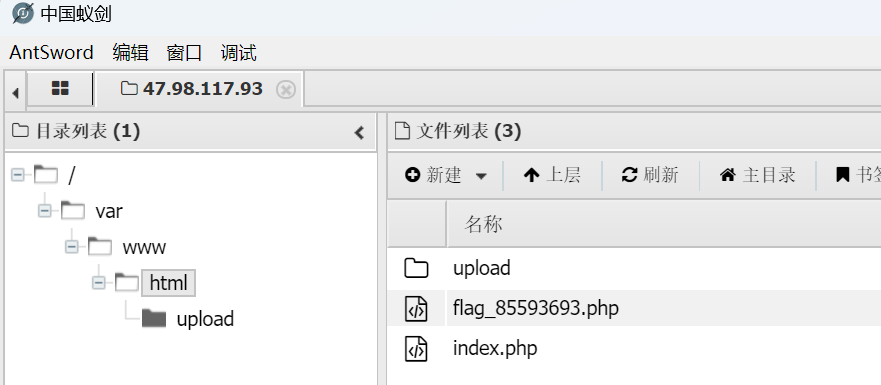 中国蚁剑
AntSword 编辑 窗口 调试
47.98.117.93
目录列表 (1)
文件列表 (3)
新建 上层 刷新 主目录 书签
名称
/
var
www
html
upload
upload
flag_85593693.php
index.php